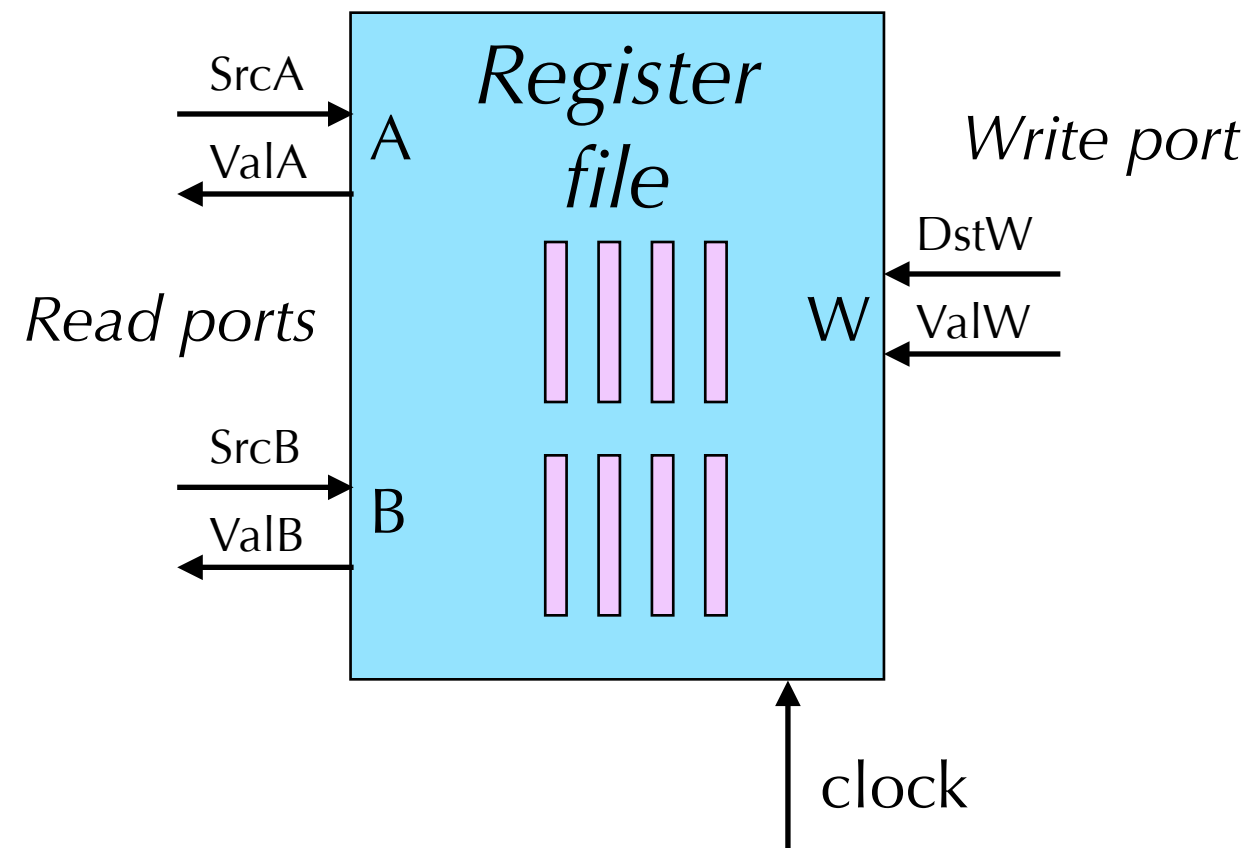 Register
file
SrcA
A
ValA
Read ports
SrcB
B
ValB
Write port
DstW
W
ValW
clock